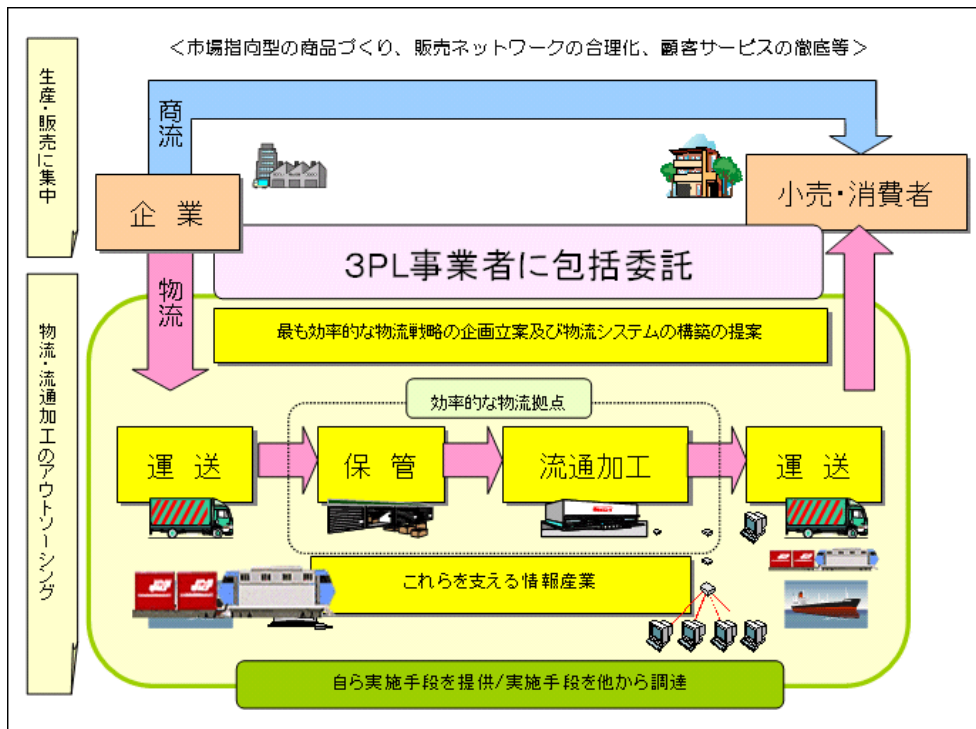 ＜市場指向型の商品づくり、販売ネットワークの合理化、顧客サービスの徹底等＞
生産・販売に集中
商流
企 業
小売・消費者
3PL事業者に包括委託
物流
物流・流通加工のアウトソーシング
最も効率的な物流戦略の企画立案及び物流システムの構築の提案
効率的な物流拠点
運 送
保 管
流通加工
運 送
これらを支える情報産業
自ら実施手段を提供/実施手段を他から調達